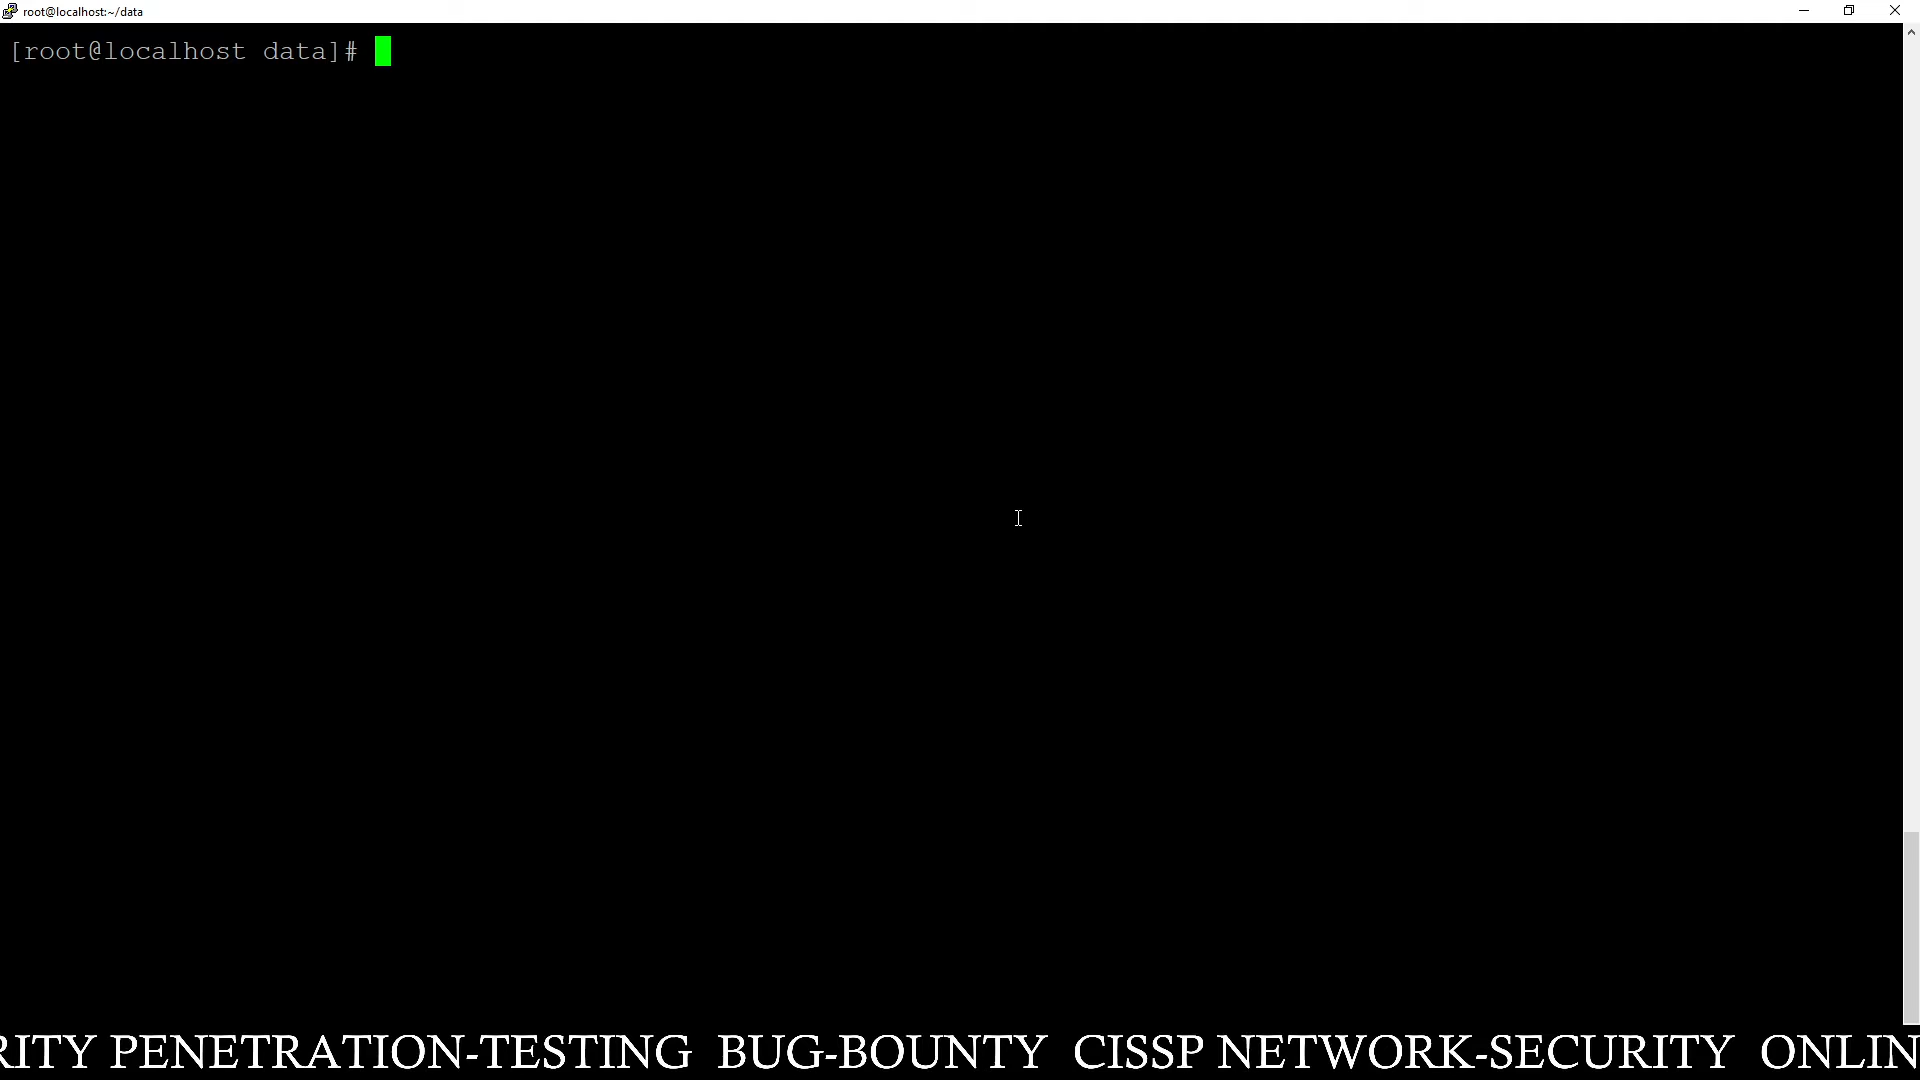 root@localhost:~/data
[root@localhost data]#
RITY PENETRATION-TESTING BUG-BOUNTY CISSP NETWORK-SECURITY ONLIN